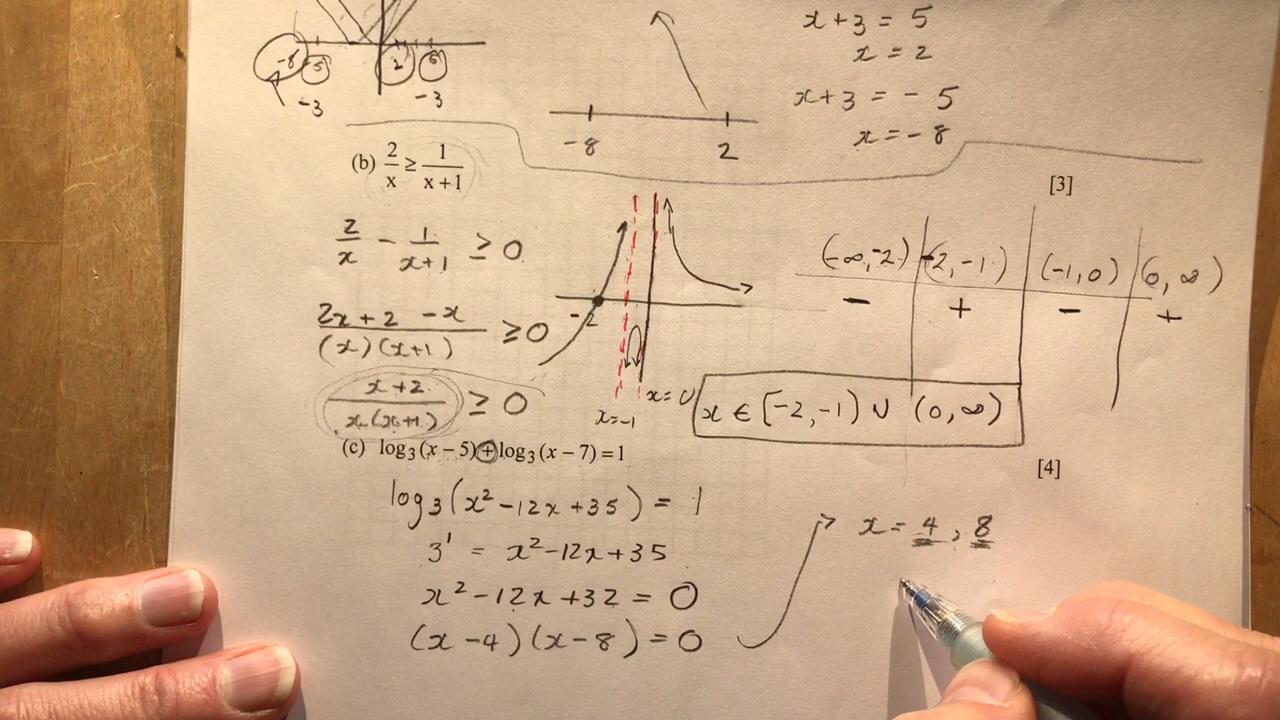 -8 5 2 6
-3 -3
-8 2
x+3 = 5
x = 2
x+3 = - 5
x = - 8
[3]
(b) 2/x ≥ 1/(x+1)
2/x - 1/(x+1) ≥ 0
(2x+2 -x)/((x)(x+1)) ≥ 0
(x+2)/(x(x+1)) ≥ 0
-2
x=-1
x=0
(-∞,-2) (-2,-1) (-1,0) (0,∞)
- + - +
x ∈ [-2,-1) ∪ (0,∞)
[4]
(c) log₃(x − 5) + log₃(x − 7) = 1
log₃(x²-12x+35) = 1
3¹ = x²-12x+35
x²-12x+32 = 0
(x-4)(x-8) = 0
x = 4, 8